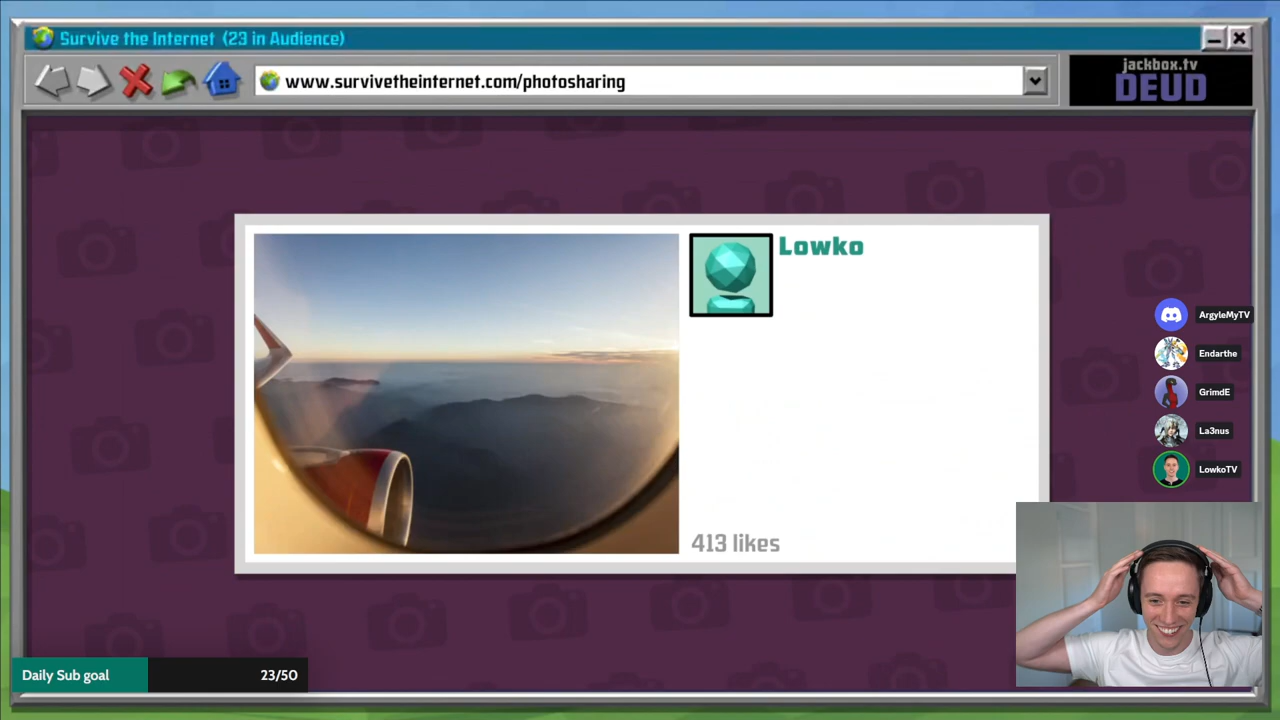 Survive the Internet (23 in Audience)
www.survivetheinternet.com/photosharing
jackbox.tv
DEUD
Lowko
413 likes
ArgyleMyTV
Endarthe
GrimdE
La3nus
LowkoTV
Daily Sub goal
23/50